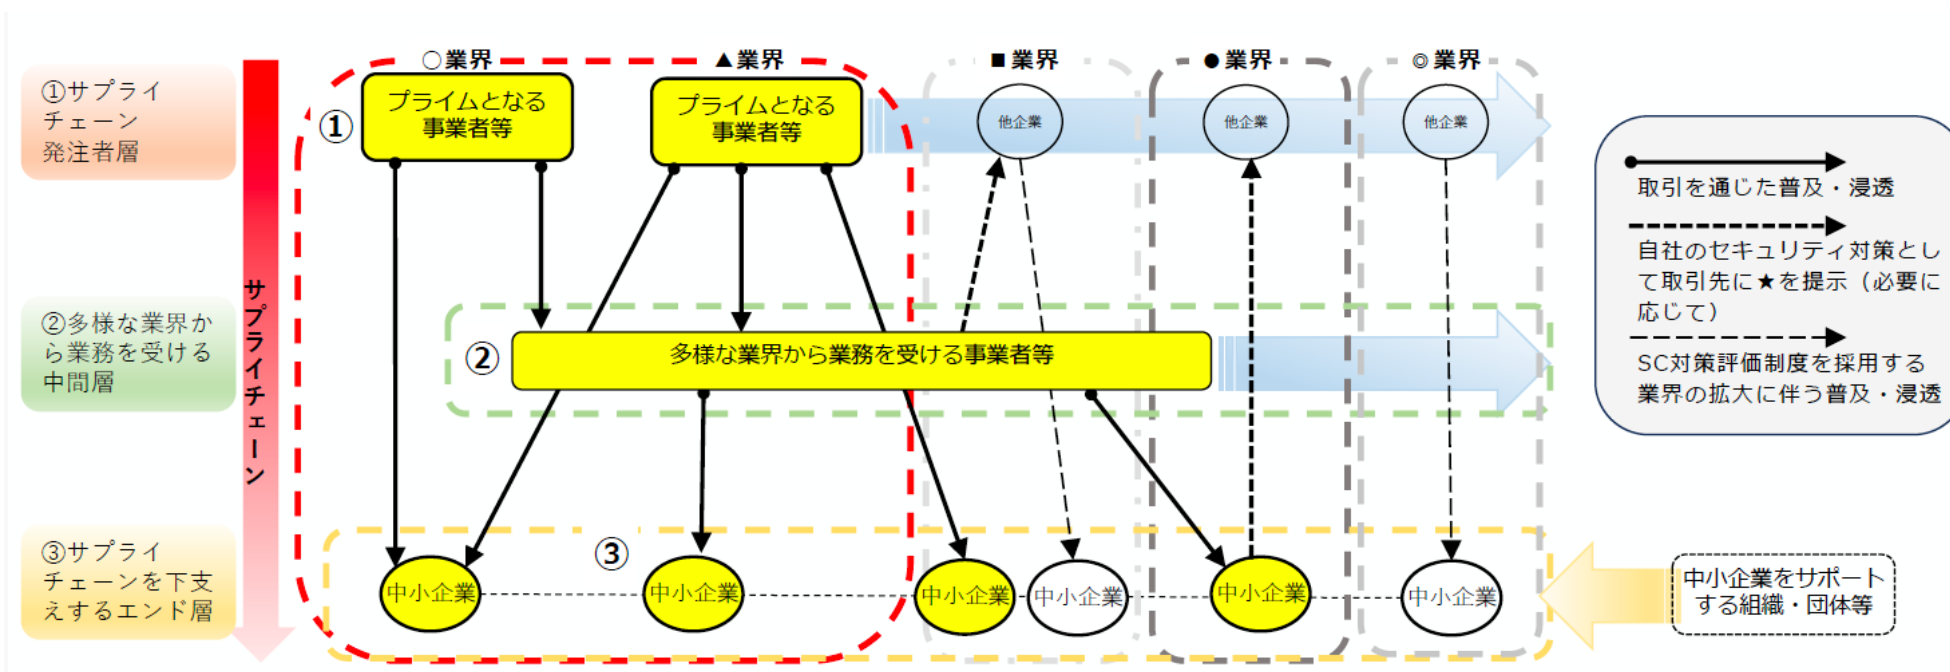 ○業界
▲業界
■業界
●業界
◎業界
①サプライ
チェーン
発注者層
①
プライムとなる
事業者等
プライムとなる
事業者等
他企業
他企業
他企業
取引を通じた普及・浸透
自社のセキュリティ対策とし
て取引先に★を提示（必要に
応じて）
SC対策評価制度を採用する
業界の拡大に伴う普及・浸透
サプライチェーン
②多様な業界か
ら業務を受ける
中間層
②
多様な業界から業務を受ける事業者等
③サプライ
チェーンを下支
えするエンド層
③
中小企業
中小企業
中小企業
中小企業
中小企業
中小企業
中小企業をサポート
する組織・団体等